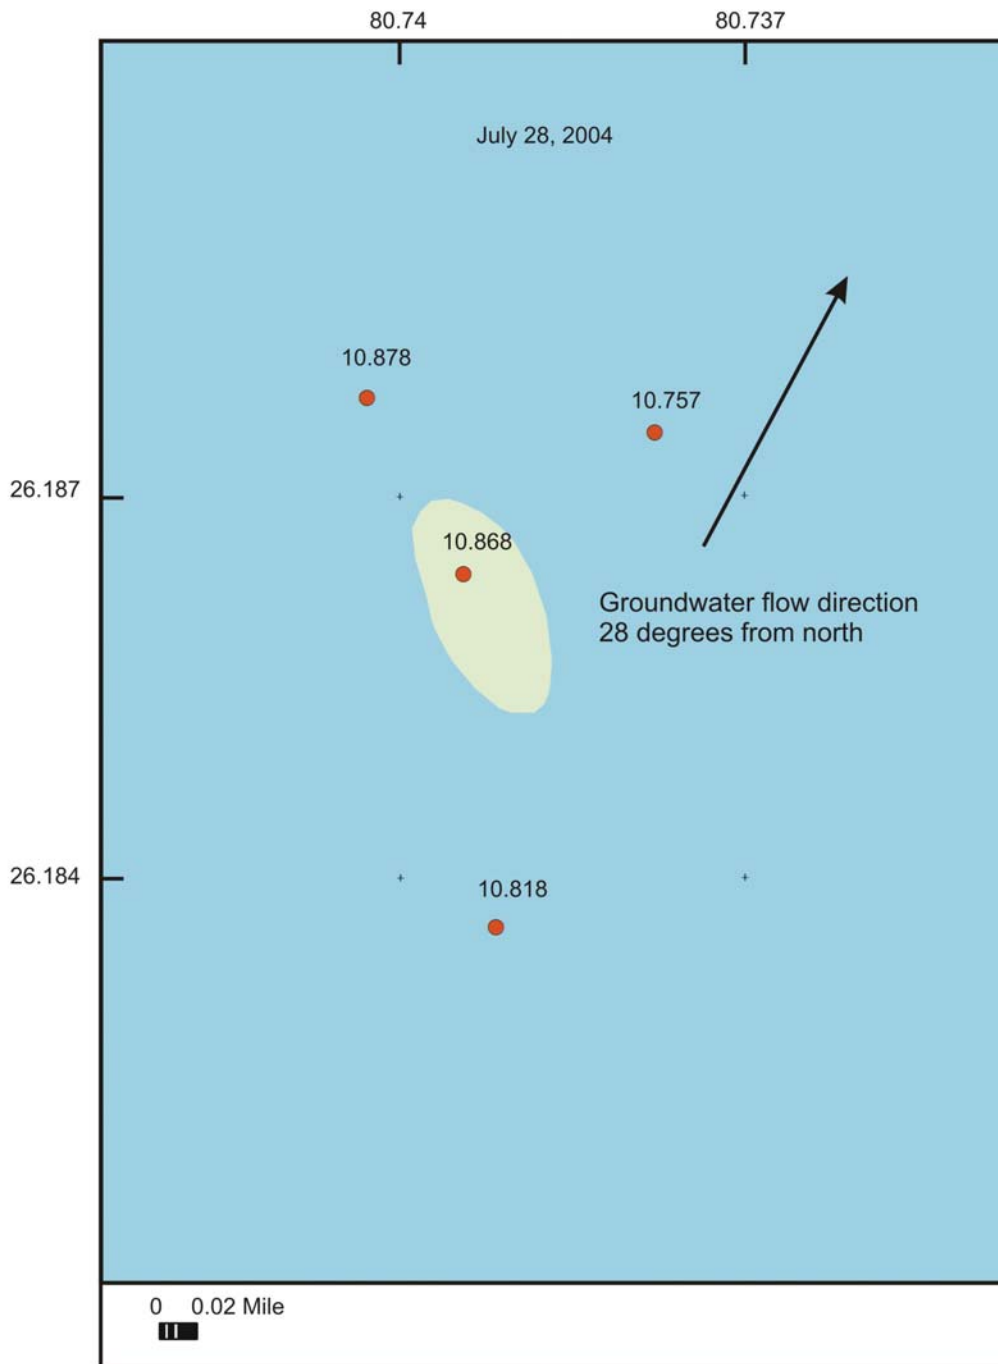 80.74 80.737
July 28, 2004
10.878
10.757
26.187
10.868
Groundwater flow direction
28 degrees from north
26.184
10.818
0 0.02 Mile